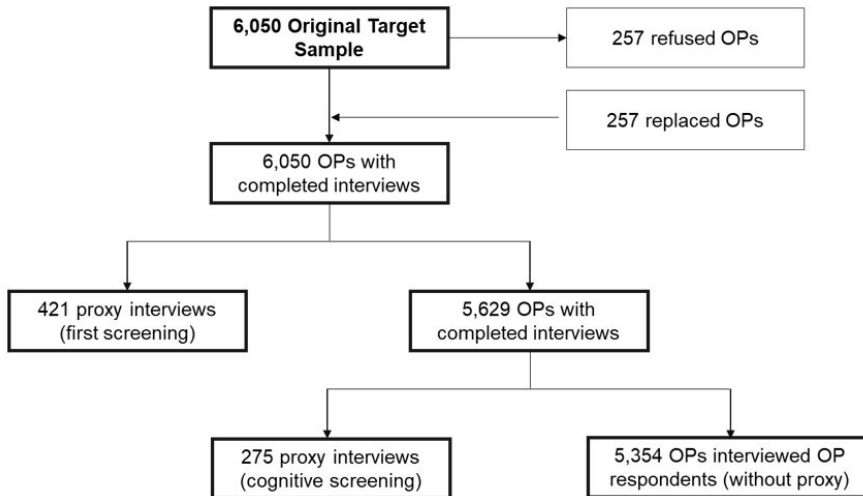 6,050 Original Target
Sample
257 refused OPs
257 replaced OPs
6,050 OPs with
completed interviews
421 proxy interviews
(first screening)
5,629 OPs with
completed interviews
275 proxy interviews
(cognitive screening)
5,354 OPs interviewed OP
respondents (without proxy)